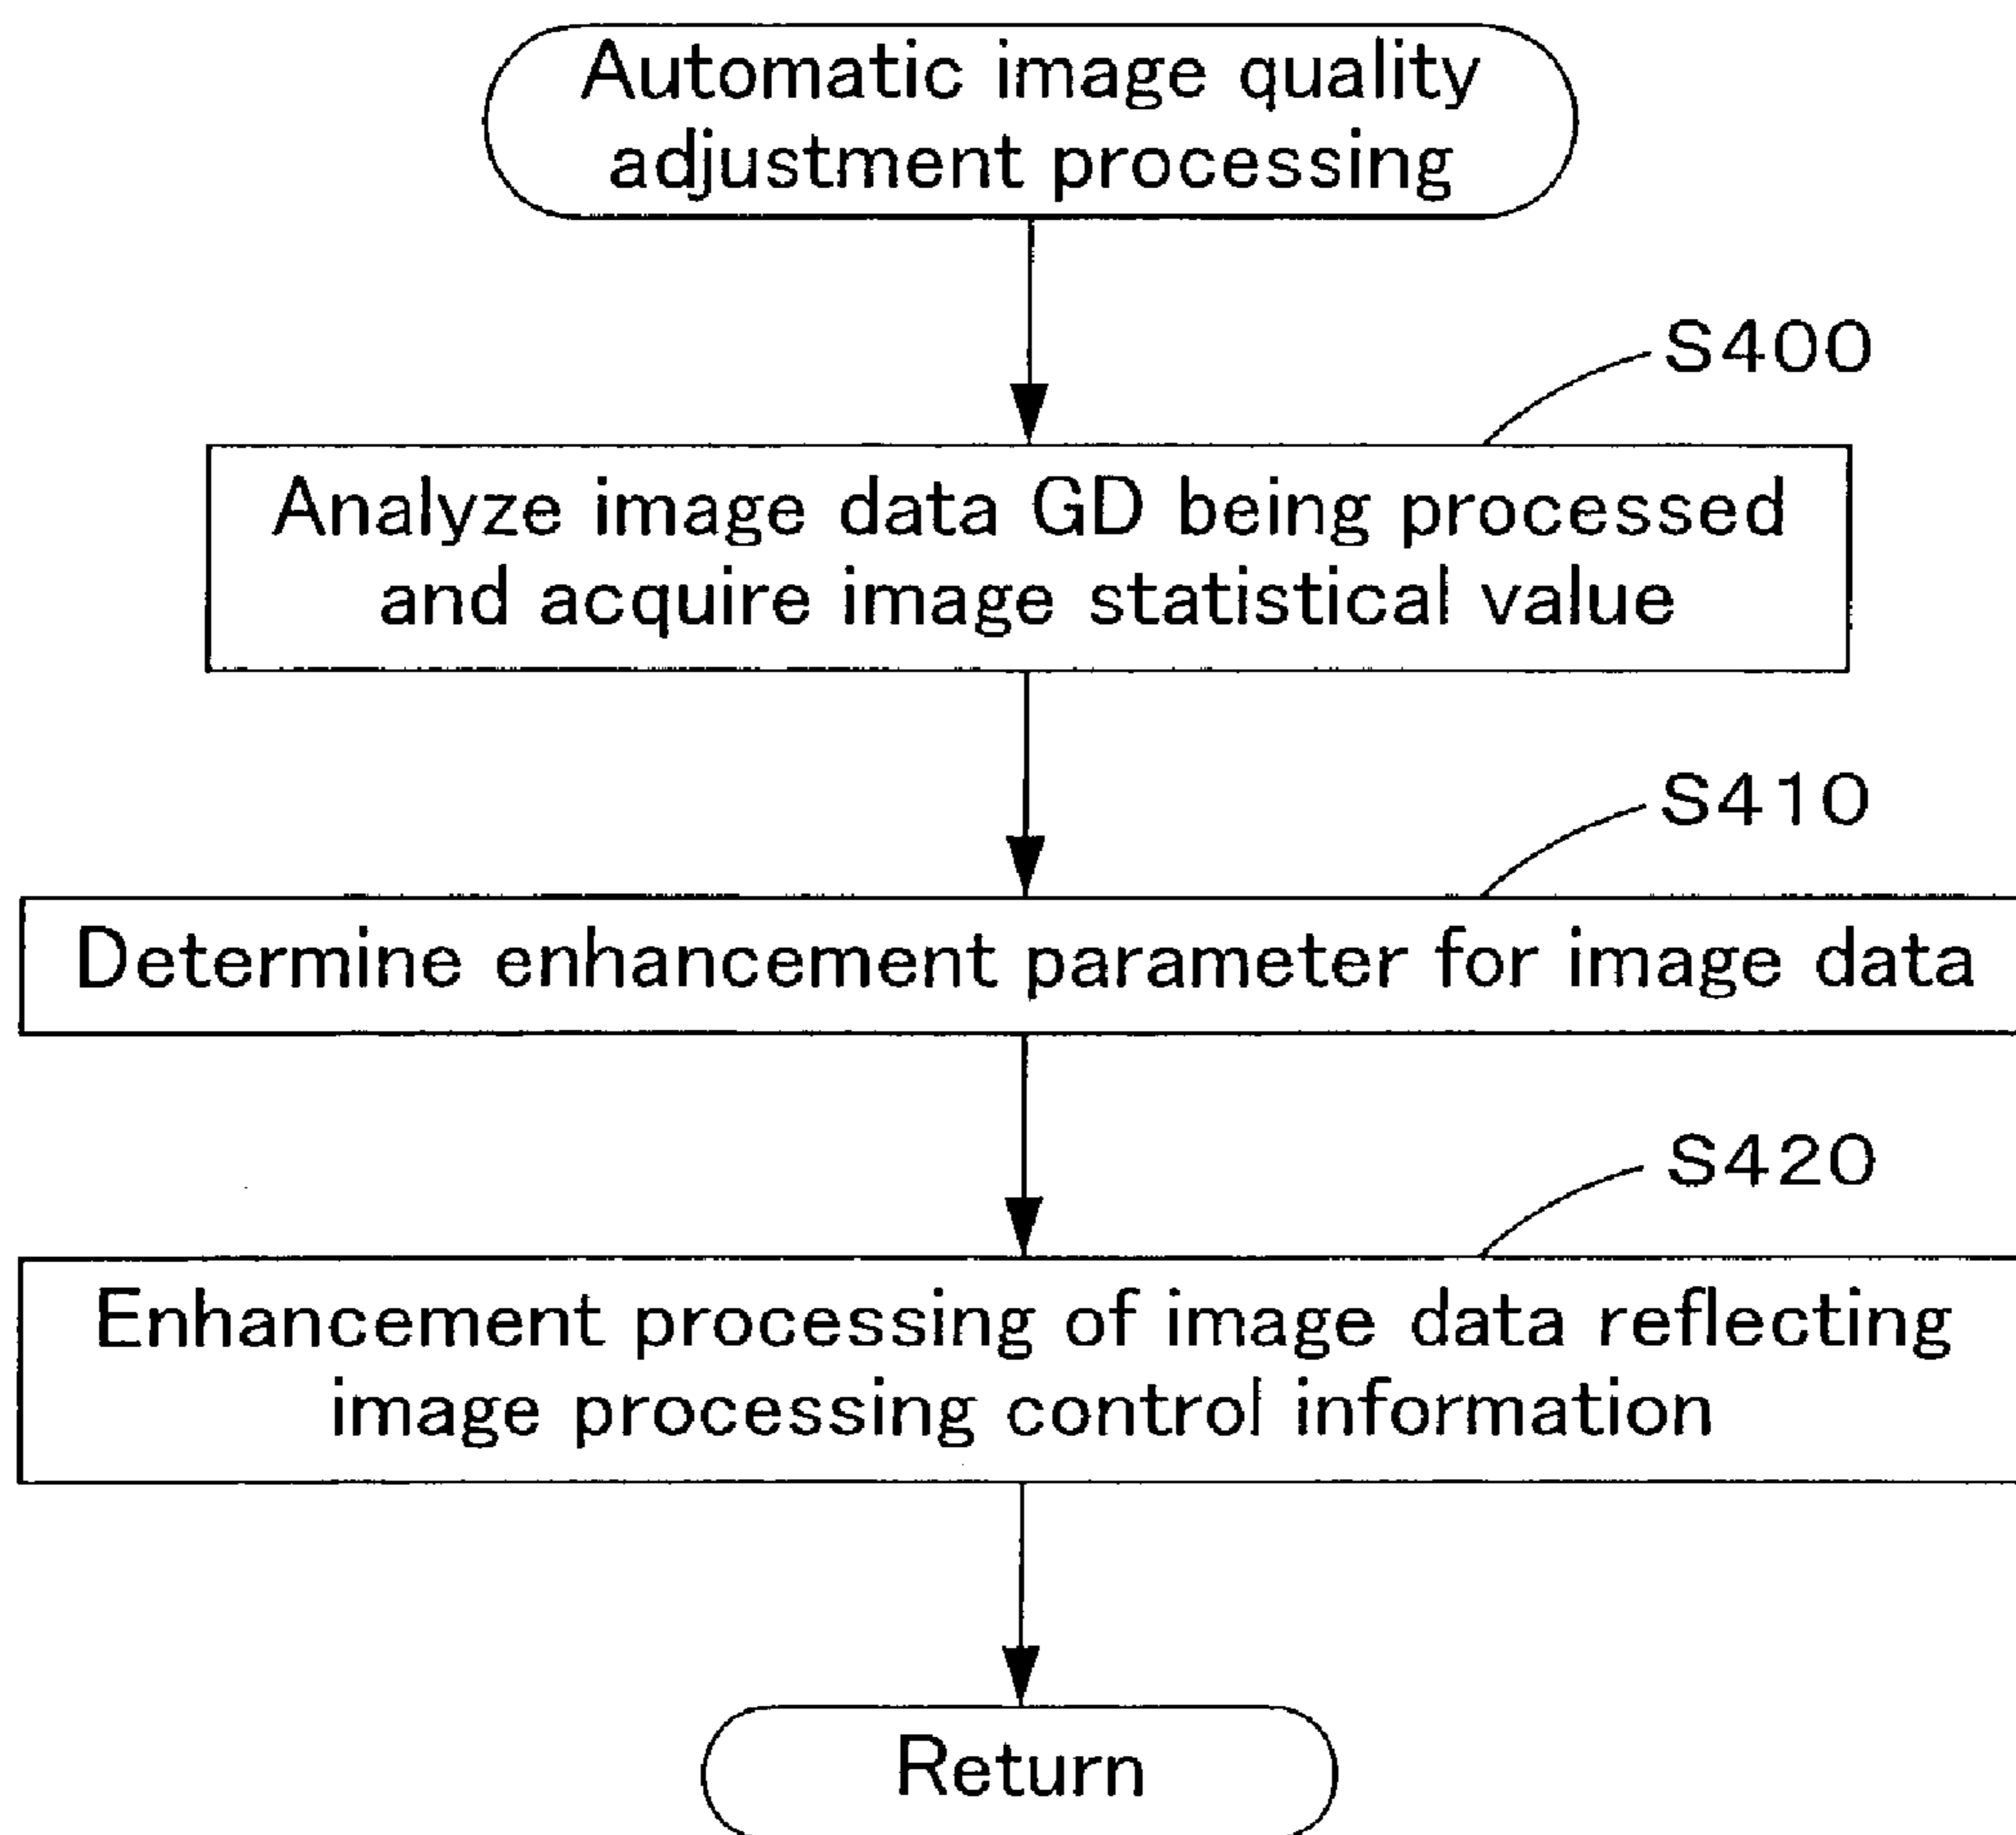 Automatic image quality
adjustment processing
S400
Analyze image data GD being processed
and acquire image statistical value
S410
Determine enhancement parameter for image data
S420
Enhancement processing of image data reflecting
image processing control information
Return